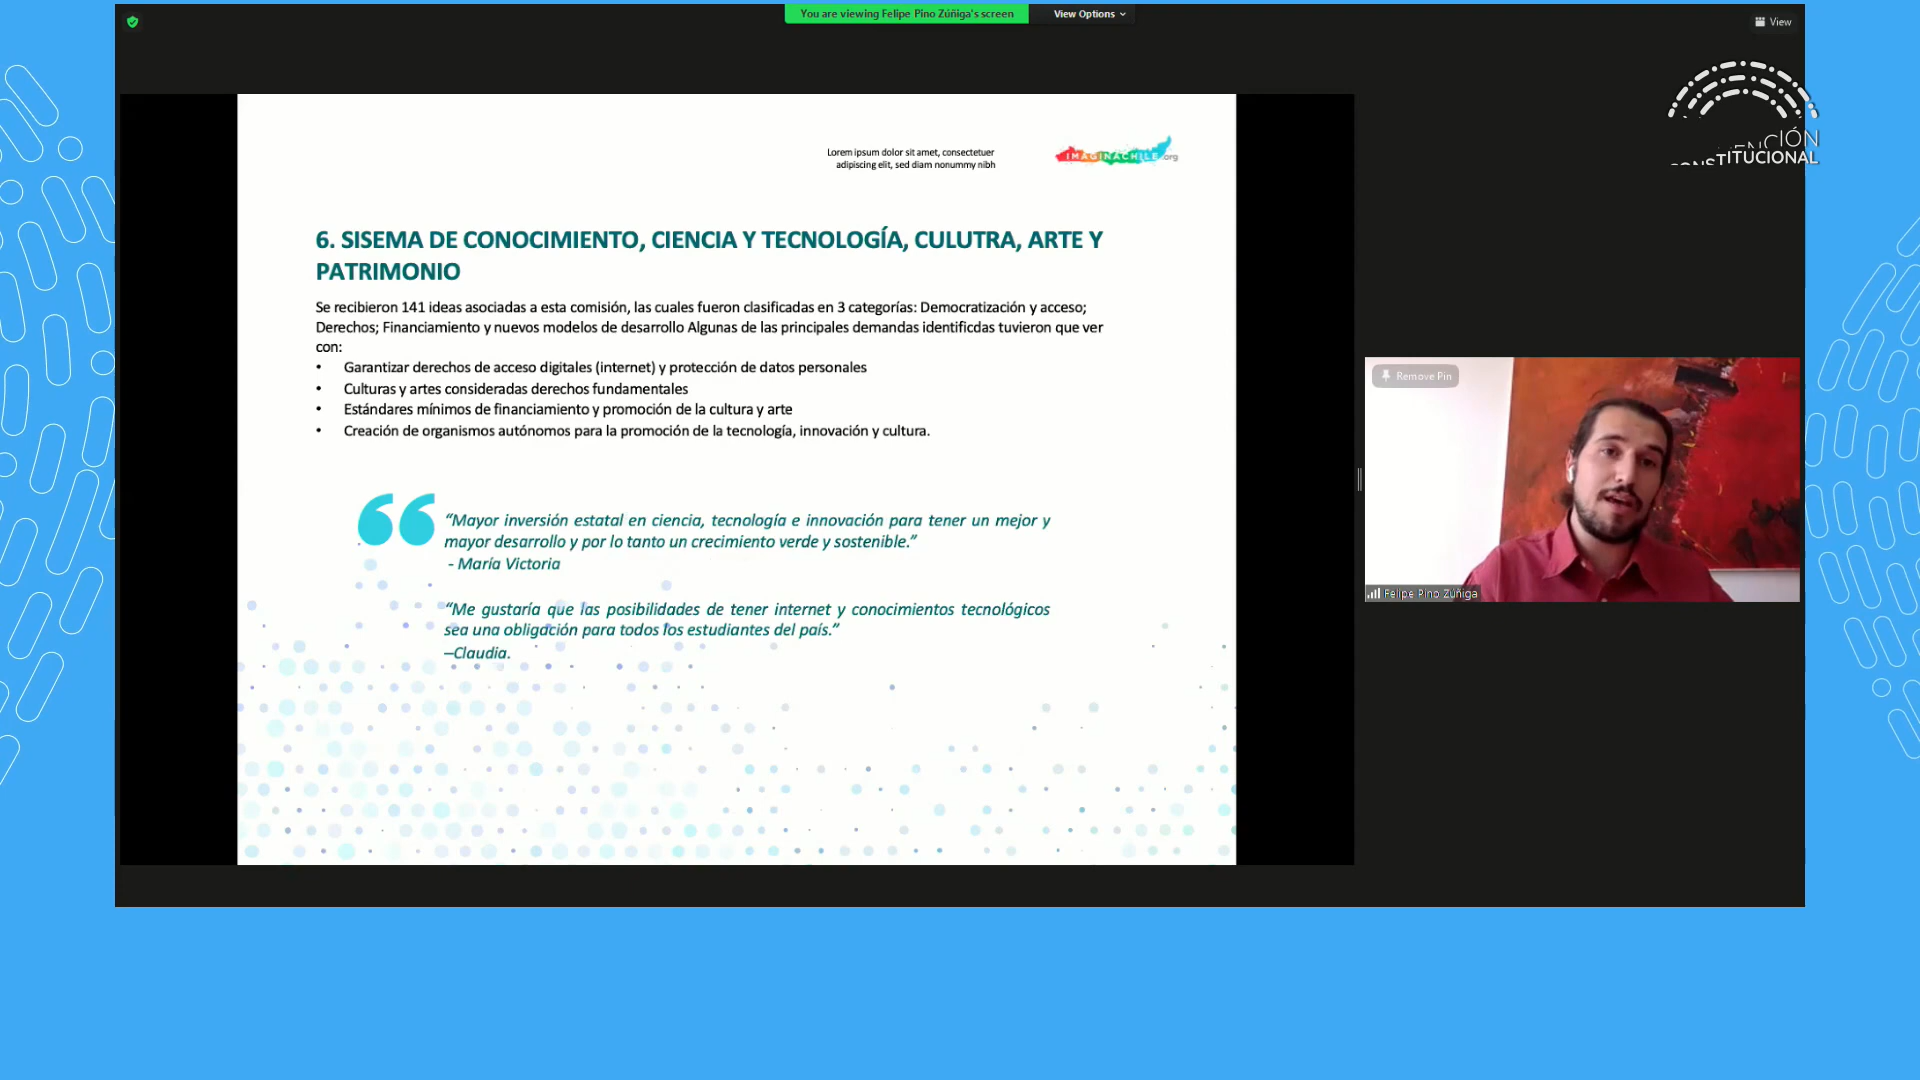 You are viewing Felipe Pino Zúñiga's screen
View Options
View
CONSTITUCIONAL
Lorem ipsum dolor sit amet, consectetuer
adipiscing elit, sed diam nonummy nibh
IMAGINACHILE.org
6. SISEMA DE CONOCIMIENTO, CIENCIA Y TECNOLOGÍA, CULUTRA, ARTE Y
PATRIMONIO
Se recibieron 141 ideas asociadas a esta comisión, las cuales fueron clasificadas en 3 categorías: Democratización y acceso;
Derechos; Financiamiento y nuevos modelos de desarrollo Algunas de las principales demandas identificdas tuvieron que ver
con:
• Garantizar derechos de acceso digitales (internet) y protección de datos personales
• Culturas y artes consideradas derechos fundamentales
• Estándares mínimos de financiamiento y promoción de la cultura y arte
• Creación de organismos autónomos para la promoción de la tecnología, innovación y cultura.
“Mayor inversión estatal en ciencia, tecnología e innovación para tener un mejor y
mayor desarrollo y por lo tanto un crecimiento verde y sostenible.”
- María Victoria
“Me gustaría que las posibilidades de tener internet y conocimientos tecnológicos
sea una obligación para todos los estudiantes del país.”
–Claudia.
Remove Pin
Felipe Pino Zúñiga